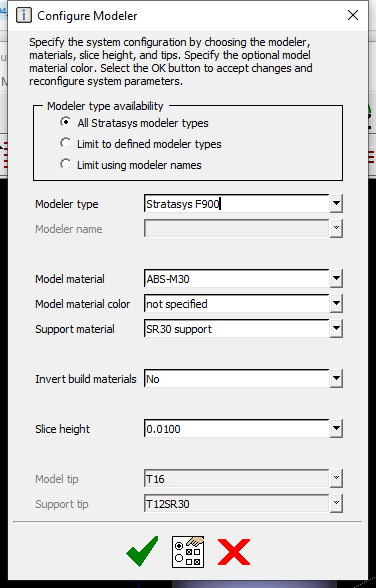 Configure Modeler
Specify the system configuration by choosing the modeler,
materials, slice height, and tips. Specify the optional model
material color. Select the OK button to accept changes and
reconfigure system parameters.
Modeler type availability
All Stratasys modeler types
Limit to defined modeler types
Limit using modeler names
Modeler type Stratasys F900
Modeler name
Model material ABS-M30
Model material color not specified
Support material SR30 support
Invert build materials No
Slice height 0.0100
Model tip T16
Support tip T12SR30